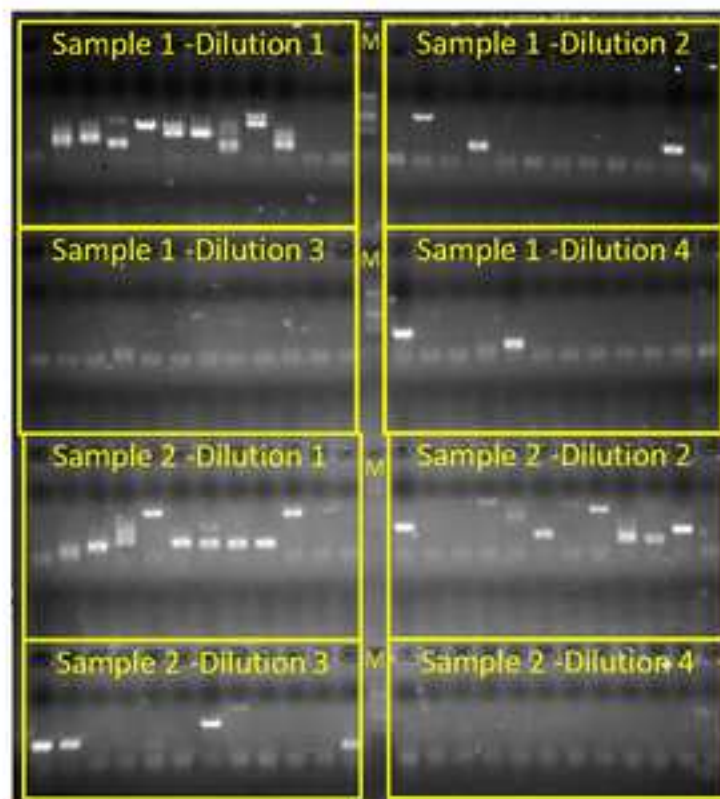 Sample 1 -Dilution 1
M
Sample 1 -Dilution 2
Sample 1 -Dilution 3
M
Sample 1 -Dilution 4
Sample 2 -Dilution 1
M
Sample 2 -Dilution 2
Sample 2 -Dilution 3
M
Sample 2 -Dilution 4